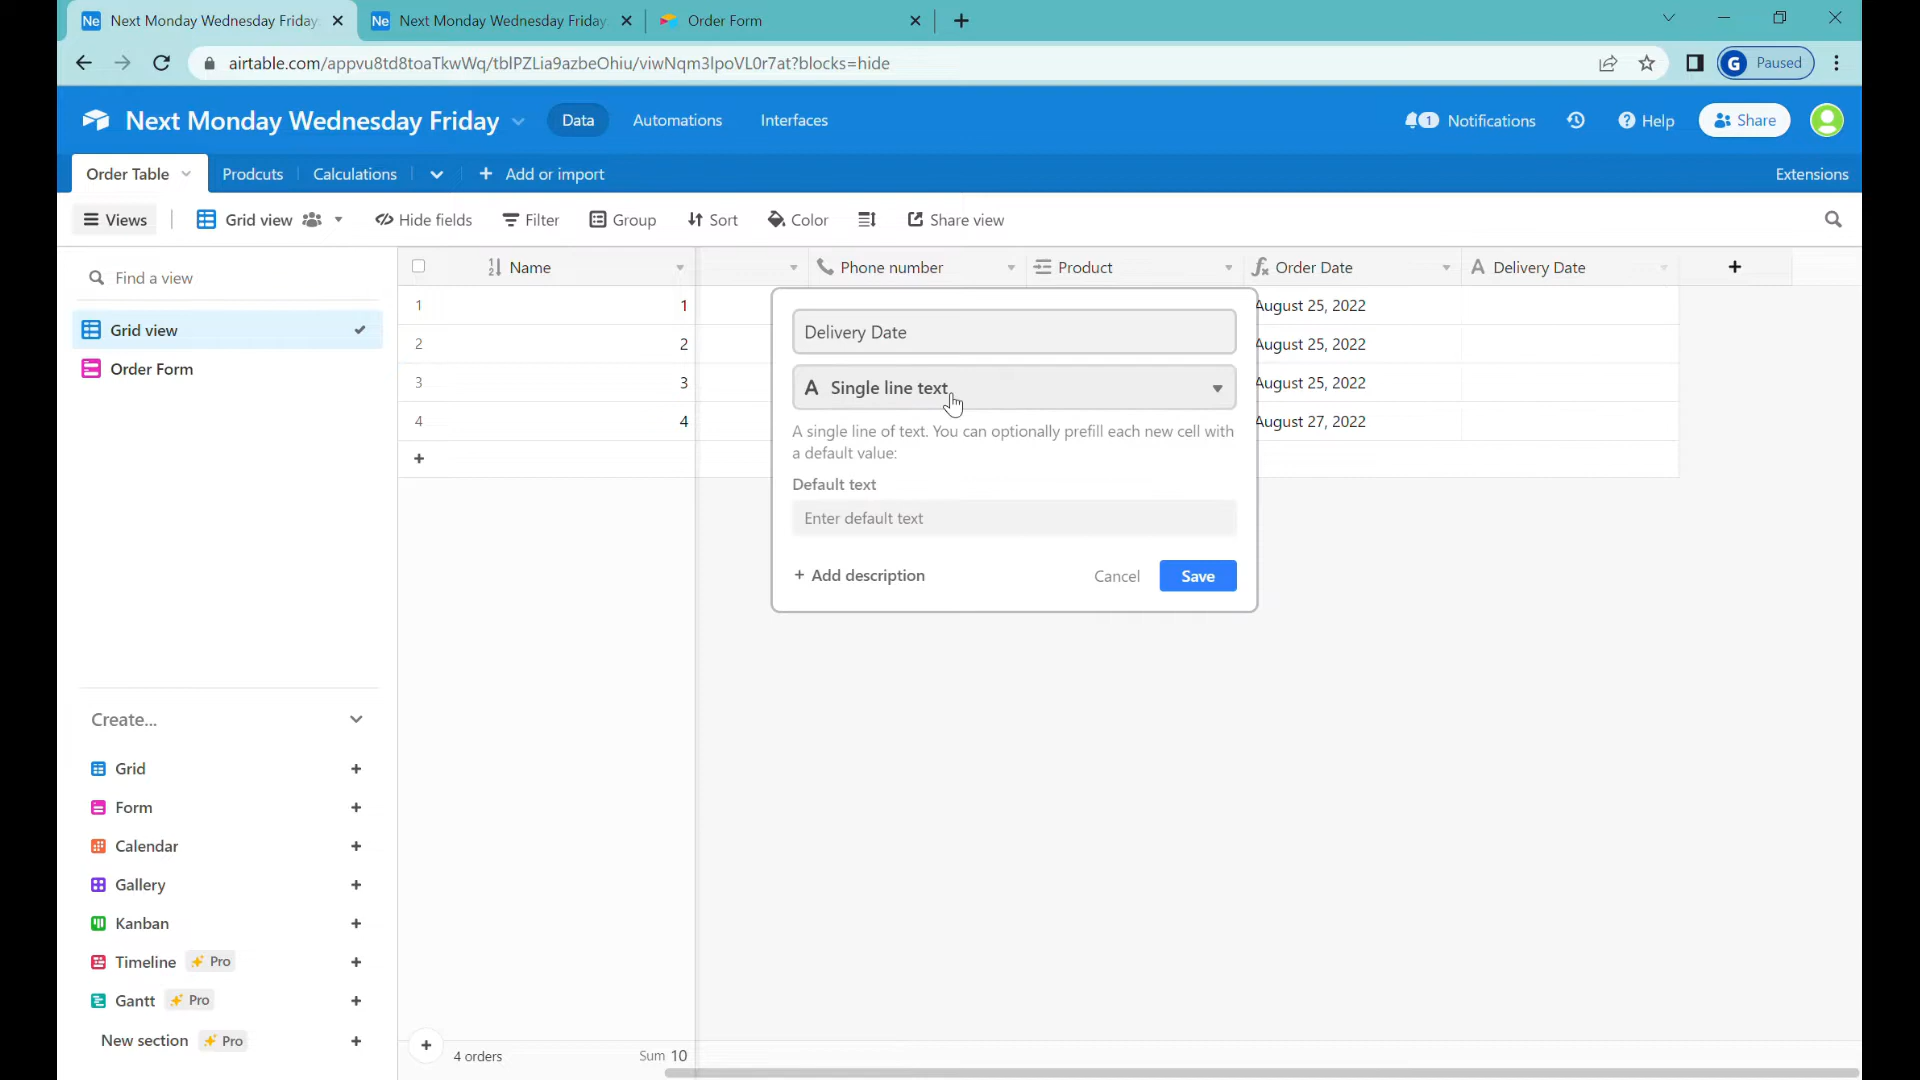 Ne Next Monday Wednesday Friday
Ne Next Monday Wednesday Friday
Order Form
airtable.com/appvu8td8toaTkwWq/tblPZLia9azbeOhiu/viwNqm3lpoVL0r7at?blocks=hide
G Paused
Next Monday Wednesday Friday
Data
Automations
Interfaces
1 Notifications
Help
Share
Order Table
Prodcuts
Calculations
+ Add or import
Extensions
Views
Grid view
Hide fields
Filter
Group
Sort
Color
Share view
Find a view
Name
Phone number
Product
Order Date
A Delivery Date
+
1 1 August 25, 2022
2 2 August 25, 2022
3 3 August 25, 2022
4 4 August 27, 2022
+
Grid view
Order Form
Delivery Date
A Single line text
A single line of text. You can optionally prefill each new cell with
a default value:
Default text
Enter default text
+ Add description
Cancel
Save
Create...
Grid +
Form +
Calendar +
Gallery +
Kanban +
Timeline Pro +
Gantt Pro +
New section Pro +
+ 4 orders
Sum 10